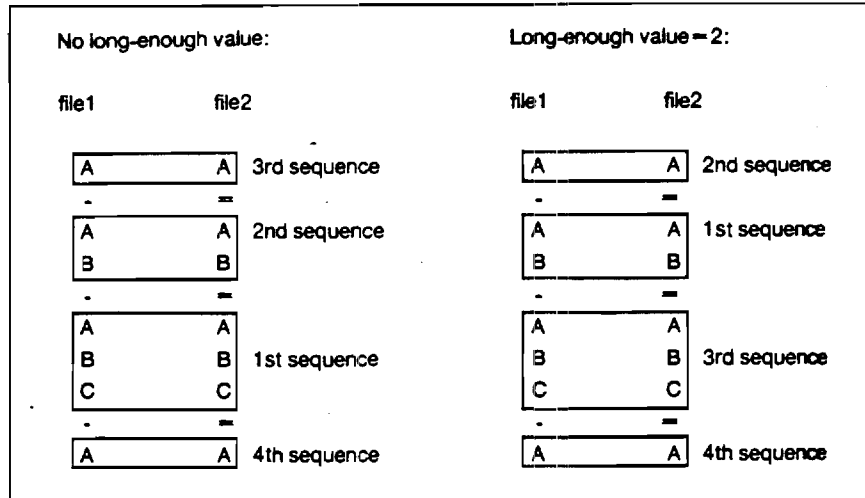 No long-enough value:
file1 file2
A A 3rd sequence
- =
A A 2nd sequence
B B
- =
A A
B B 1st sequence
C C
- =
A A 4th sequence
Long-enough value = 2:
file1 file2
A A 2nd sequence
- =
A A 1st sequence
B B
- =
A A
B B 3rd sequence
C C
- =
A A 4th sequence